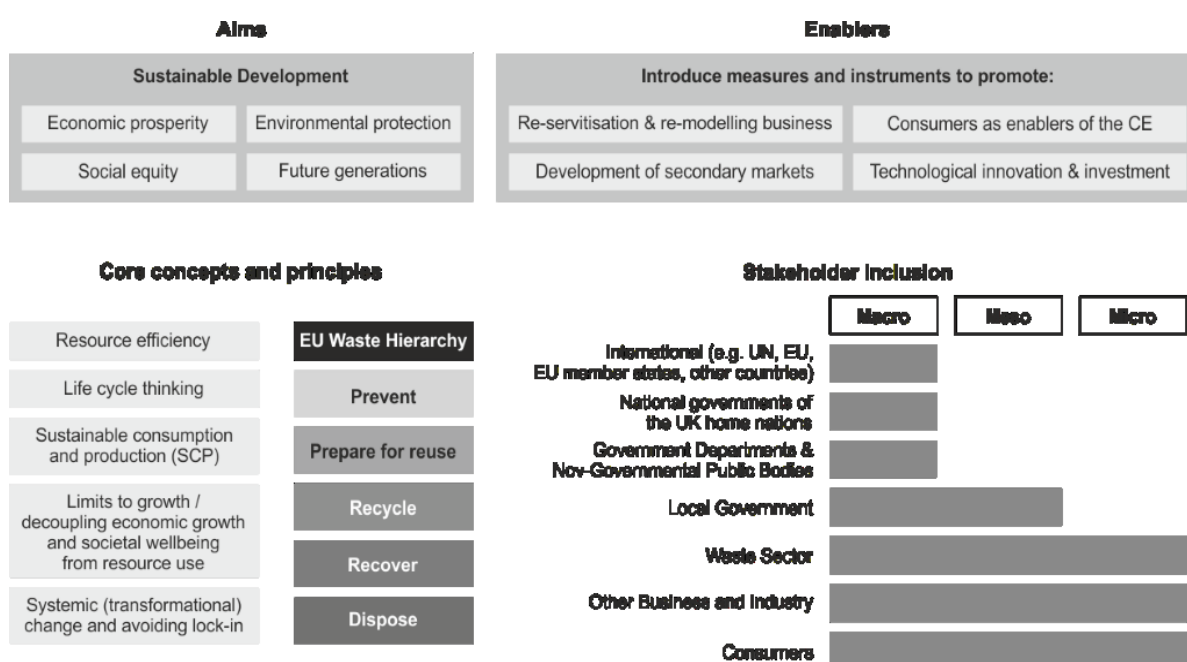 Aims
Sustainable Development
Economic prosperity
Environmental protection
Social equity
Future generations
Enablers
Introduce measures and instruments to promote:
Re-servitisation & re-modelling business
Consumers as enablers of the CE
Development of secondary markets
Technological innovation & investment
Core concepts and principles
Resource efficiency
Life cycle thinking
Sustainable consumption
and production (SCP)
Limits to growth /
decoupling economic growth
and societal wellbeing
from resource use
Systemic (transformational)
change and avoiding lock-in
EU Waste Hierarchy
Prevent
Prepare for reuse
Recycle
Recover
Dispose
Stakeholder inclusion
Macro
Meso
Micro
International (e.g. UN, EU,
EU member states, other countries)
National governments of
the UK home nations
Government Departments &
Nov-Governmental Public Bodies
Local Government
Waste Sector
Other Business and Industry
Consumers